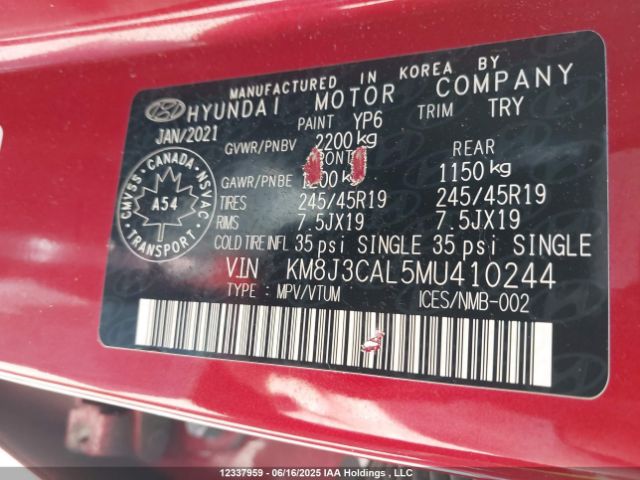 MANUFACTURED IN KOREA BY
HYUNDAI MOTOR COMPANY
JAN/2021 PAINT YP6 TRIM TRY
GVWR/PNBV 2200 kg
FRONT REAR
GAWR/PNBE 1200 kg 1150 kg
TIRES 245/45R19 245/45R19
RIMS 7.5JX19 7.5JX19
COLD TIRE INFL 35 psi SINGLE 35 psi SINGLE
VIN KM8J3CAL5MU410244
TYPE : MPV/VTUM ICES/NMB-002
CMVSS - CANADA - NSVAC
A54
- TRANSPORT -
12337959 - 06/16/2025 IAA Holdings, LLC